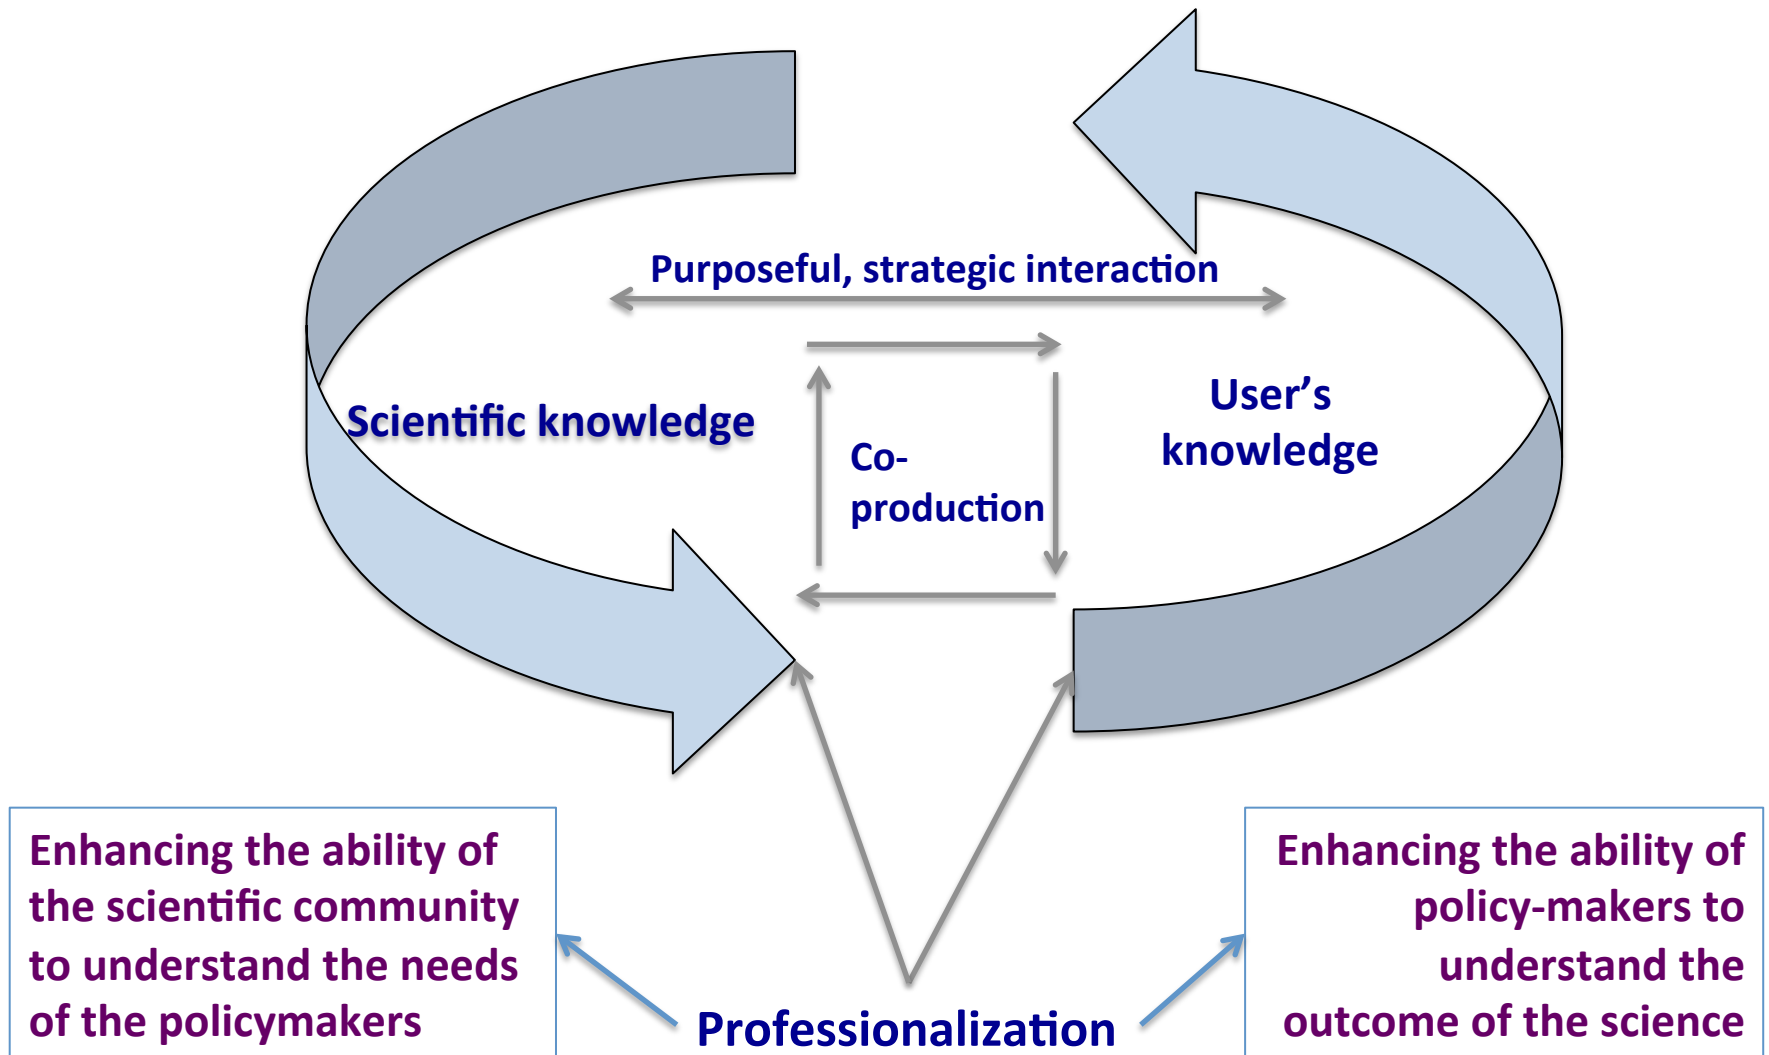 Purposeful, strategic interaction
Scientific knowledge
Co-
production
User’s
knowledge
Enhancing the ability of
the scientific community
to understand the needs
of the policymakers
Professionalization
Enhancing the ability of
policy-makers to
understand the
outcome of the science